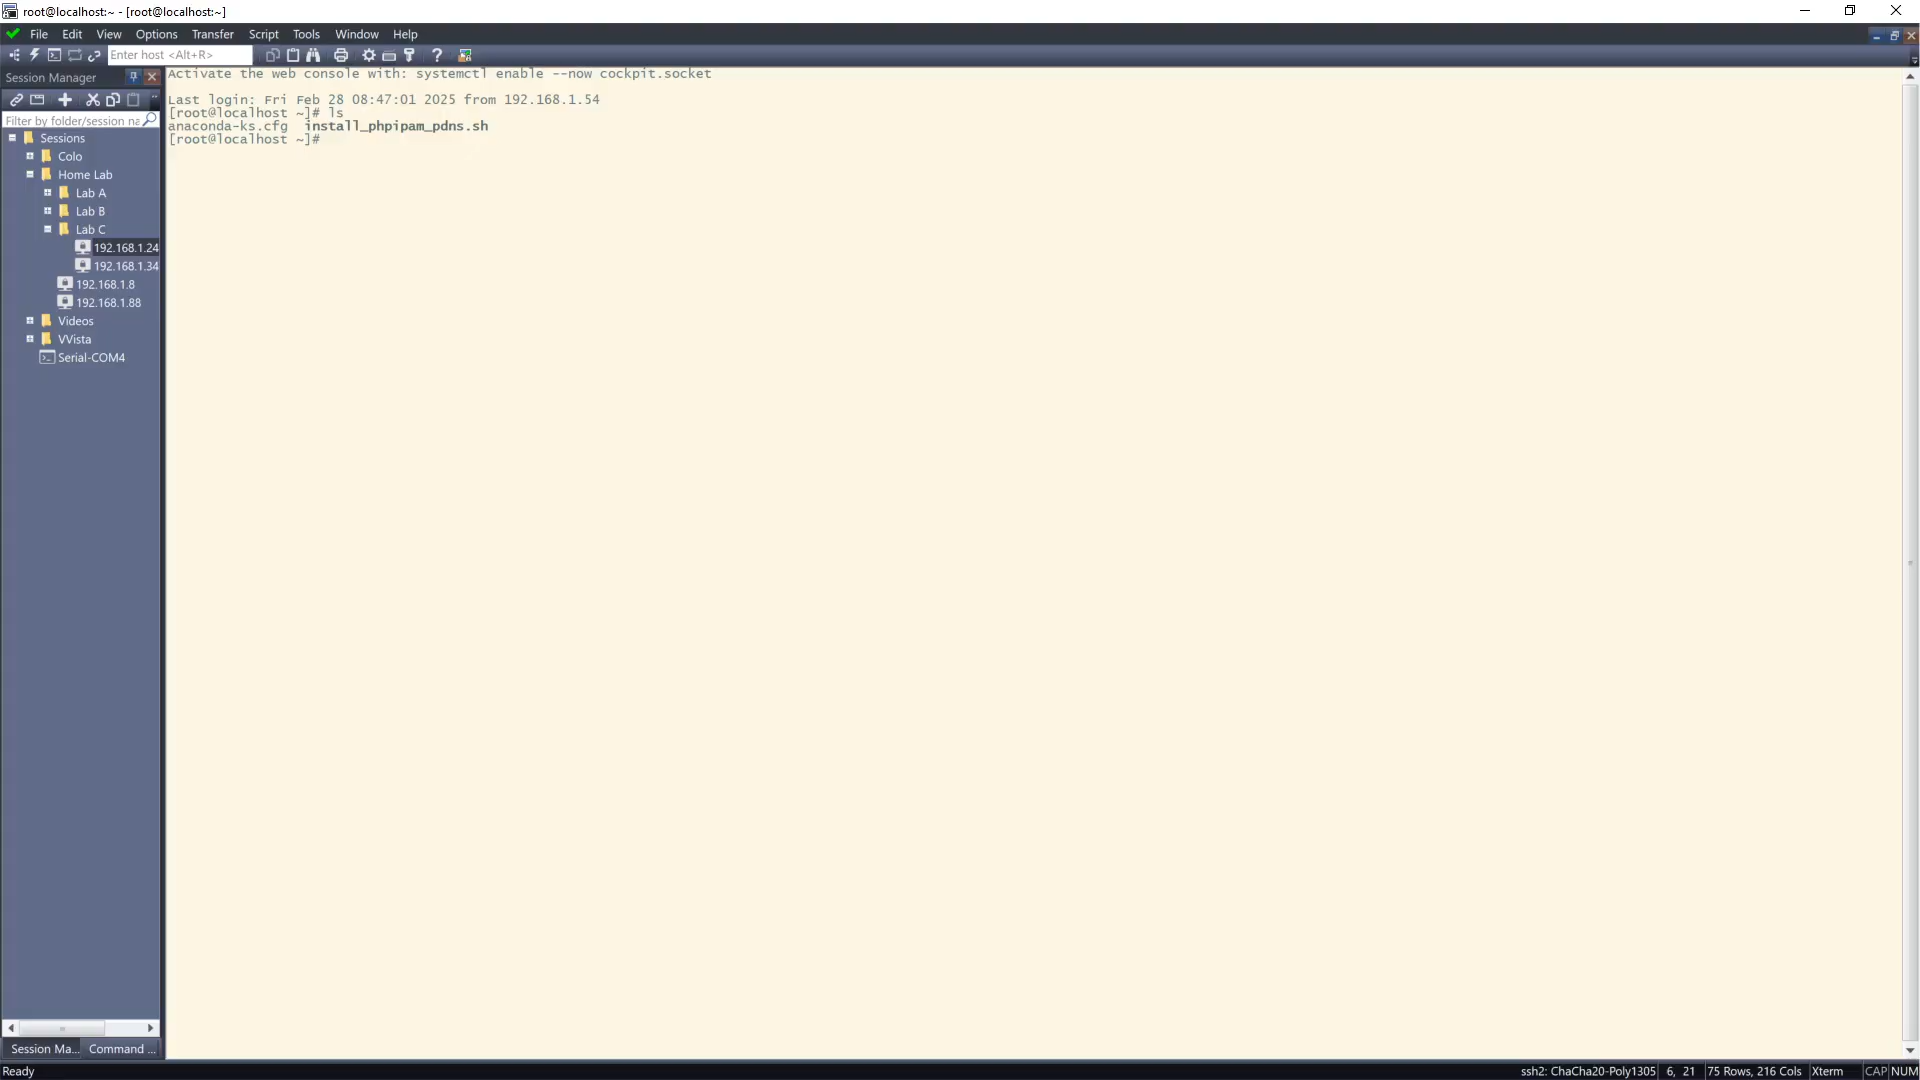 root@localhost:~ - [root@localhost:~]
File Edit View Options Transfer Script Tools Window Help
Enter host <Alt+R>
Session Manager
Filter by folder/session na
Sessions
Colo
Home Lab
Lab A
Lab B
Lab C
192.168.1.24
192.168.1.34
192.168.1.8
192.168.1.88
Videos
VVista
Serial-COM4
Session Ma... Command ...
Activate the web console with: systemctl enable --now cockpit.socket
Last login: Fri Feb 28 08:47:01 2025 from 192.168.1.54
[root@localhost ~]# ls
anaconda-ks.cfg install_phpipam_pdns.sh
[root@localhost ~]#
Ready ssh2: ChaCha20-Poly1305 6, 21 75 Rows, 216 Cols Xterm CAP NUM